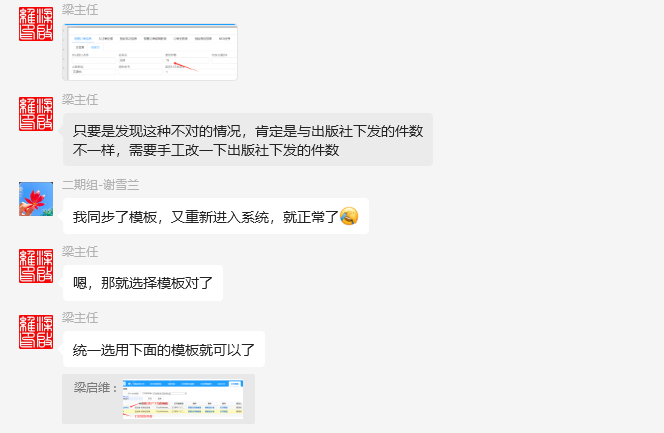 梁主任
梁主任
只要是发现这种不对的情况，肯定是与出版社下发的件数
不一样，需要手工改一下出版社下发的件数
二期组-谢雪兰
我同步了模板，又重新进入系统，就正常了
梁主任
嗯，那就选择模板对了
梁主任
统一选用下面的模板就可以了
梁启维：